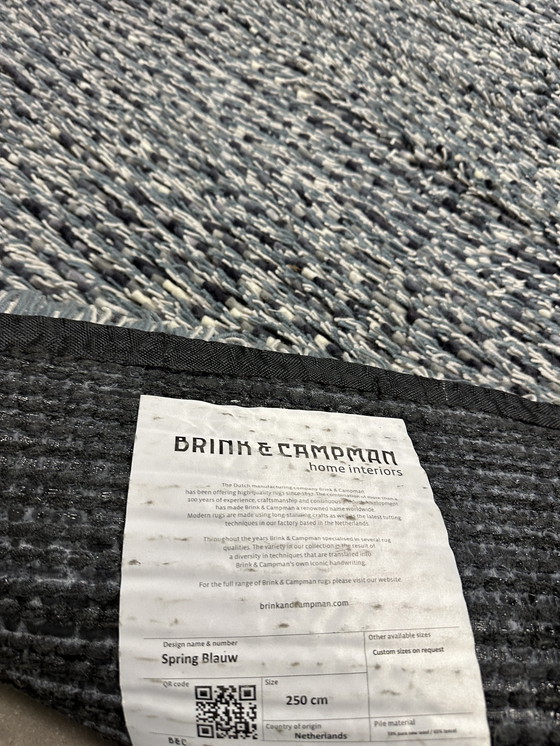 BRINK & CAMPMAN
home interiors
The Dutch manufacturing company Brink & Campman
has been offering high-quality rugs since The combination of more than
100 years of experience, craftsmanship and development
has made Brink & Campman a renowned name worldwide.
Modern rugs are made using long-standing crafts as well as the latest tufting
techniques in our factory based in the Netherlands.
Throughout the years Brink & Campman specialised in several rug
qualities. The variety in our collection is the result of
a diversity in techniques that are translated into
Brink & Campman's own iconic handwriting.
For the full range of Brink & Campman rugs please visit our website
brinkandcampman.com
Design name & number
Spring Blauw
Other available sizes
Custom sizes on request
QR code
Size
250 cm
Country of origin
Netherlands
Pile material